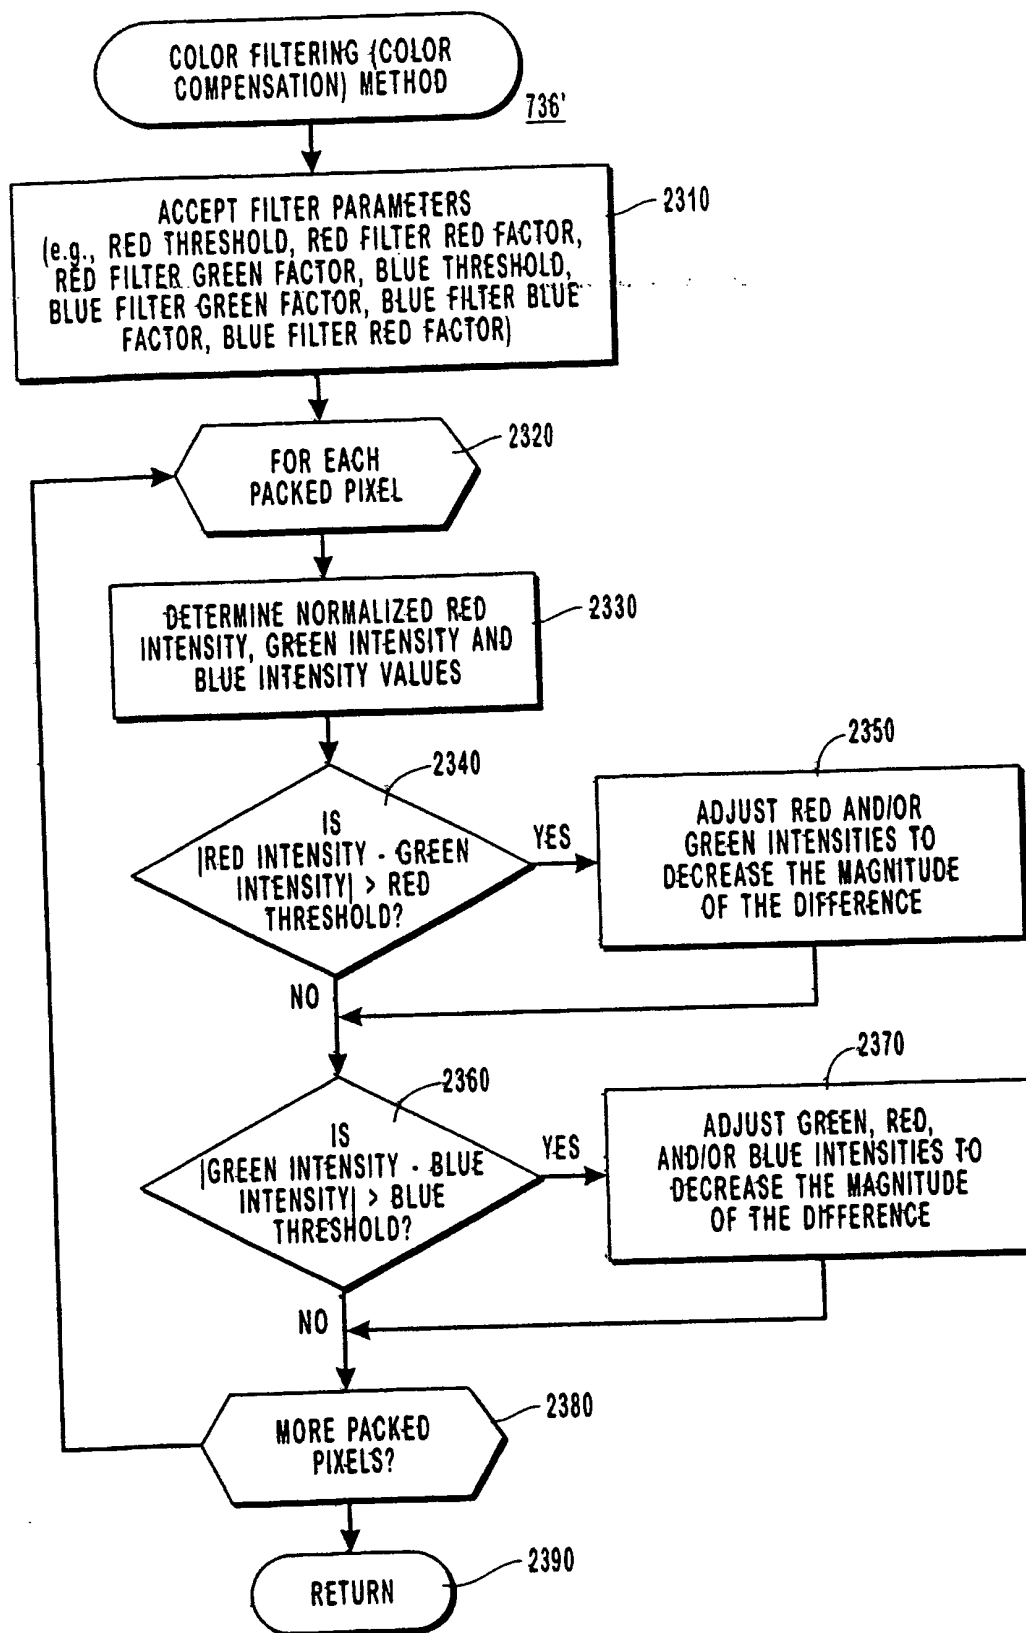 COLOR FILTERING (COLOR
COMPENSATION) METHOD
736'
ACCEPT FILTER PARAMETERS
(e.g., RED THRESHOLD, RED FILTER RED FACTOR,
RED FILTER GREEN FACTOR, BLUE THRESHOLD,
BLUE FILTER GREEN FACTOR, BLUE FILTER BLUE
FACTOR, BLUE FILTER RED FACTOR)
2310
FOR EACH
PACKED PIXEL
2320
DETERMINE NORMALIZED RED
INTENSITY, GREEN INTENSITY AND
BLUE INTENSITY VALUES
2330
2340
IS
|RED INTENSITY - GREEN
INTENSITY| > RED
THRESHOLD?
YES
NO
2350
ADJUST RED AND/OR
GREEN INTENSITIES TO
DECREASE THE MAGNITUDE
OF THE DIFFERENCE
2360
IS
|GREEN INTENSITY - BLUE
INTENSITY| > BLUE
THRESHOLD?
YES
NO
2370
ADJUST GREEN, RED,
AND/OR BLUE INTENSITIES TO
DECREASE THE MAGNITUDE
OF THE DIFFERENCE
MORE PACKED
PIXELS?
2380
RETURN
2390